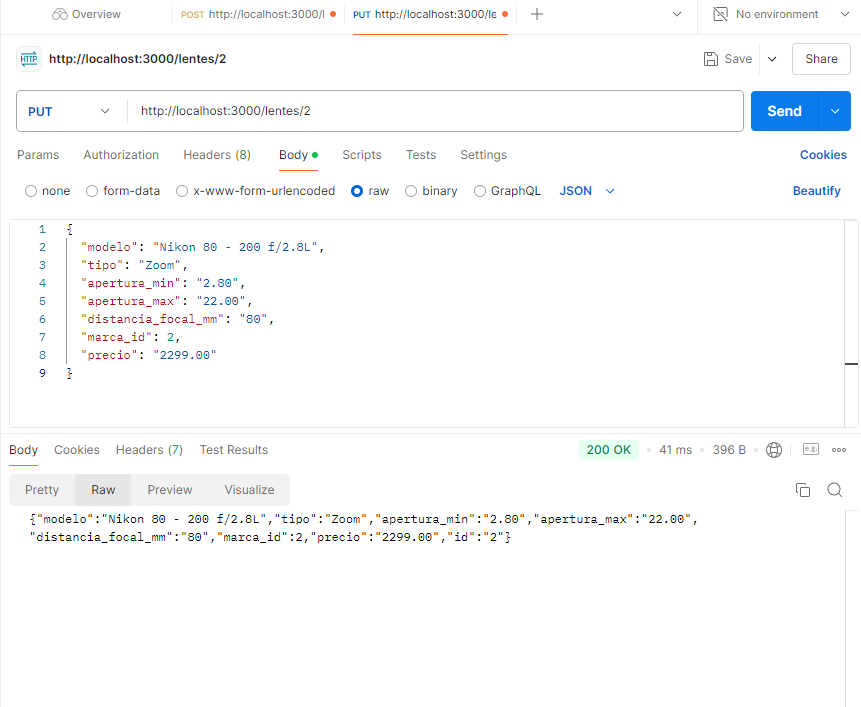 Overview
POST http://localhost:3000/l
PUT http://localhost:3000/le
No environment
HTTP http://localhost:3000/lentes/2
Save
Share
PUT
http://localhost:3000/lentes/2
Send
Params Authorization Headers (8) Body Scripts Tests Settings
Cookies
none form-data x-www-form-urlencoded raw binary GraphQL JSON
Beautify
1 {
2 "modelo": "Nikon 80 - 200 f/2.8L",
3 "tipo": "Zoom",
4 "apertura_min": "2.80",
5 "apertura_max": "22.00",
6 "distancia_focal_mm": "80",
7 "marca_id": 2,
8 "precio": "2299.00"
9 }
Body Cookies Headers (7) Test Results
200 OK 41 ms 396 B
e.g.
Pretty Raw Preview Visualize
{"modelo":"Nikon 80 - 200 f/2.8L","tipo":"Zoom","apertura_min":"2.80","apertura_max":"22.00",
"distancia_focal_mm":"80","marca_id":2,"precio":"2299.00","id":"2"}